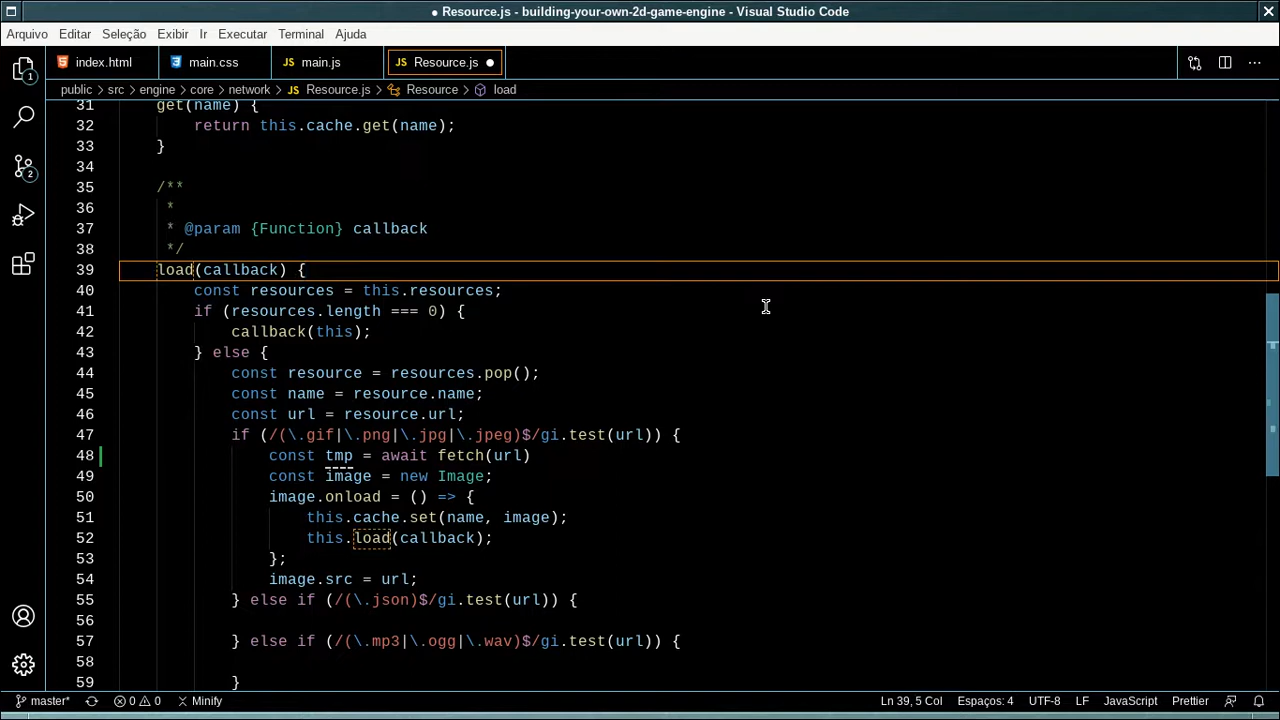 ● Resource.js - building-your-own-2d-game-engine - Visual Studio Code
Arquivo Editar Seleção Exibir Ir Executar Terminal Ajuda
index.html main.css JS main.js JS Resource.js ●
public > src > engine > core > network > JS Resource.js > Resource > load
31 get(name) {
32 return this.cache.get(name);
33 }
34
35 /**
36 *
37 * @param {Function} callback
38 */
39 load(callback) {
40 const resources = this.resources;
41 if (resources.length === 0) {
42 callback(this);
43 } else {
44 const resource = resources.pop();
45 const name = resource.name;
46 const url = resource.url;
47 if (/(\.gif|\.png|\.jpg|\.jpeg)$/gi.test(url)) {
48 const tmp = await fetch(url)
49 const image = new Image;
50 image.onload = () => {
51 this.cache.set(name, image);
52 this.load(callback);
53 };
54 image.src = url;
55 } else if (/(\.json)$/gi.test(url)) {
56
57 } else if (/(\.mp3|\.ogg|\.wav)$/gi.test(url)) {
58
59 }
1
2
master* 0 0 Minify Ln 39, 5 Col Espaços: 4 UTF-8 LF JavaScript Prettier